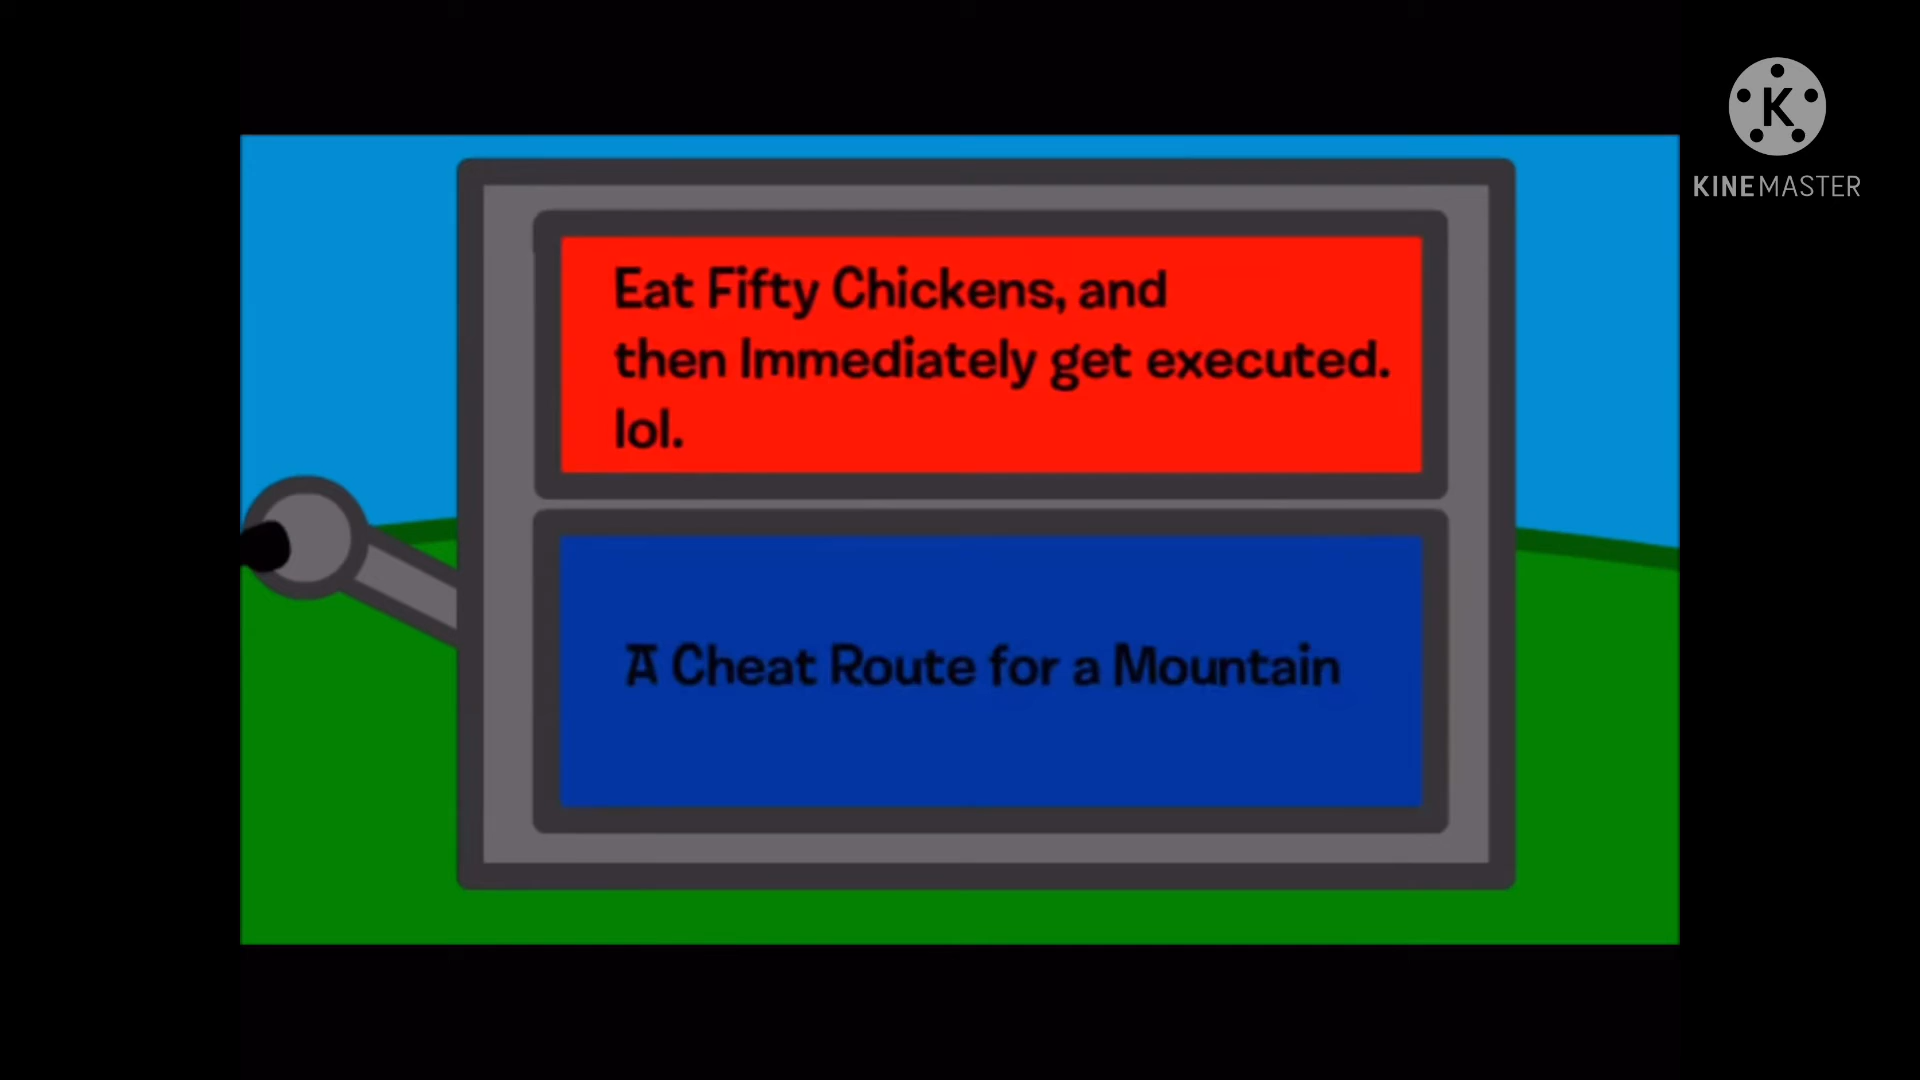 K
KINEMASTER
Eat Fifty Chickens, and
then Immediately get executed.
lol.
A Cheat Route for a Mountain